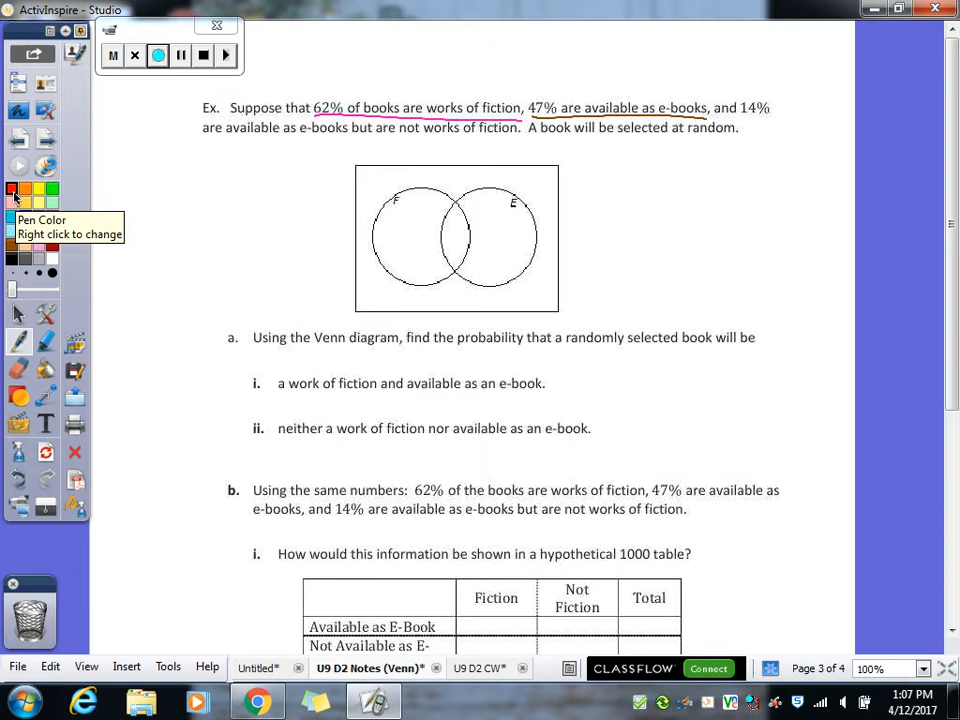 ActivInspire - Studio
M
Ex. Suppose that 62% of books are works of fiction, 47% are available as e-books, and 14%
are available as e-books but are not works of fiction. A book will be selected at random.
Pen Color
Right click to change
F
E
a. Using the Venn diagram, find the probability that a randomly selected book will be
i. a work of fiction and available as an e-book.
ii. neither a work of fiction nor available as an e-book.
b. Using the same numbers: 62% of the books are works of fiction, 47% are available as
e-books, and 14% are available as e-books but are not works of fiction.
i. How would this information be shown in a hypothetical 1000 table?
Fiction
Not
Fiction
Total
Available as E-Book
Not Available as E-
File Edit View Insert Tools Help
Untitled* U9 D2 Notes (Venn)* U9 D2 CW*
CLASSFLOW Connect
Page 3 of 4
100%
1:07 PM
4/12/2017